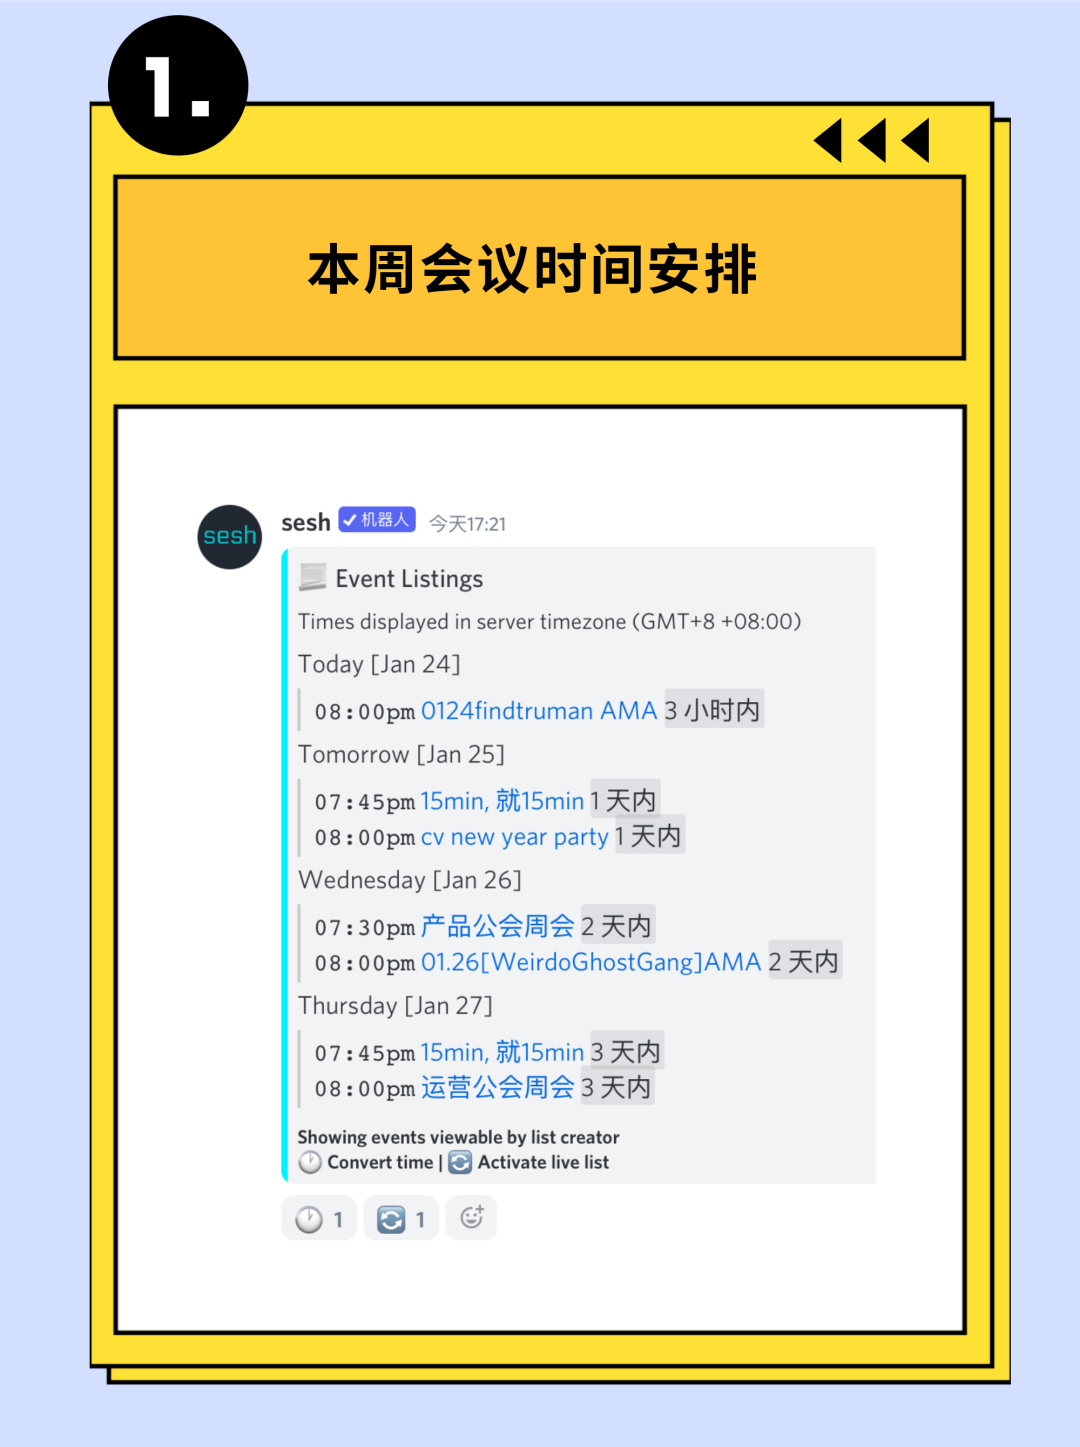 1.
本周会议时间安排
sesh
sesh 机器人 今天17:21
Event Listings
Times displayed in server timezone (GMT+8 +08:00)
Today [Jan 24]
08:00pm 0124findtruman AMA 3 小时内
Tomorrow [Jan 25]
07:45pm 15min, 就15min 1 天内
08:00pm cv new year party 1 天内
Wednesday [Jan 26]
07:30pm 产品公会周会 2 天内
08:00pm 01.26[WeirdoGhostGang]AMA 2 天内
Thursday [Jan 27]
07:45pm 15min, 就15min 3 天内
08:00pm 运营公会周会 3 天内
Showing events viewable by list creator
Convert time | Activate live list
1 1